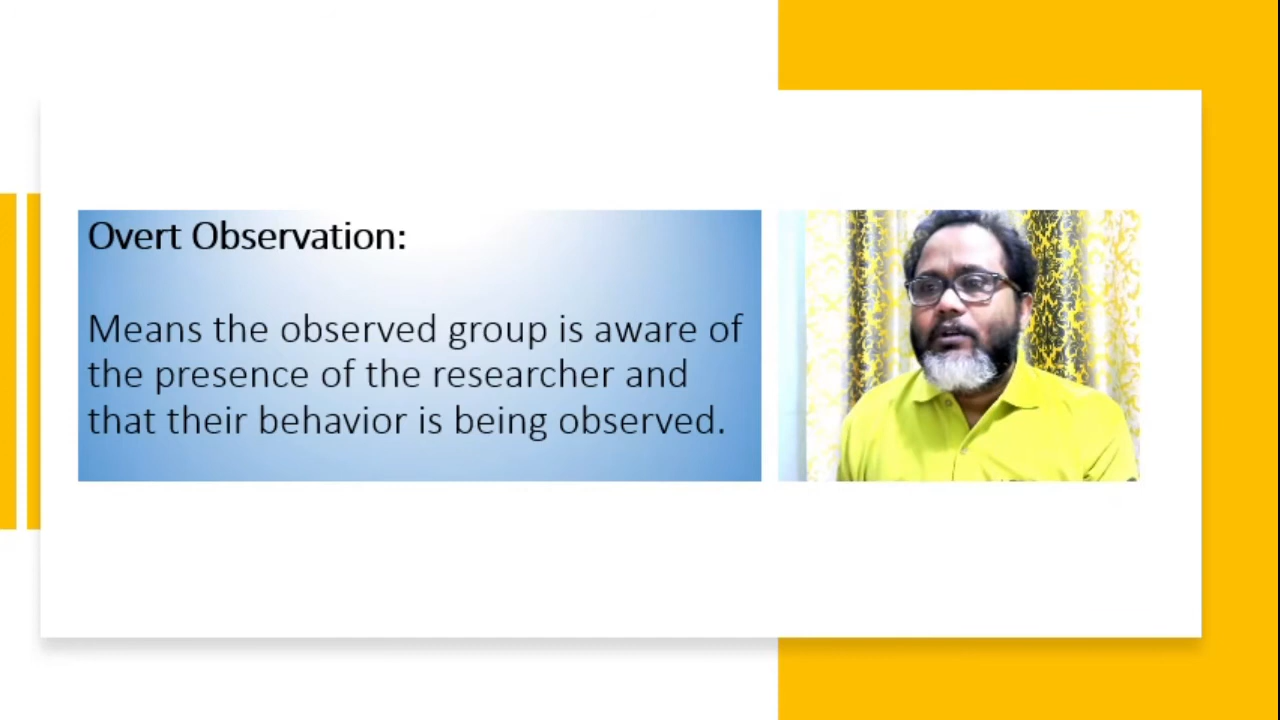 Overt Observation:
Means the observed group is aware of
the presence of the researcher and
that their behavior is being observed.